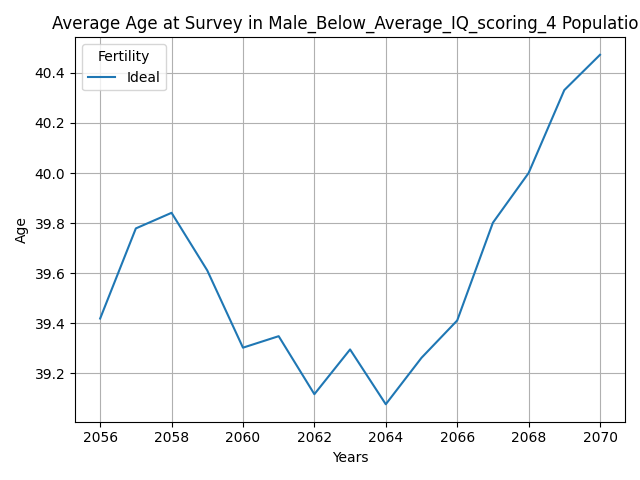 Average Age at Survey in Male_Below_Average_IQ_scoring_4 Populatio
Fertility
Ideal
40.4
40.2
40.0
39.8
39.6
39.4
39.2
Age
2056 2058 2060 2062 2064 2066 2068 2070
Years